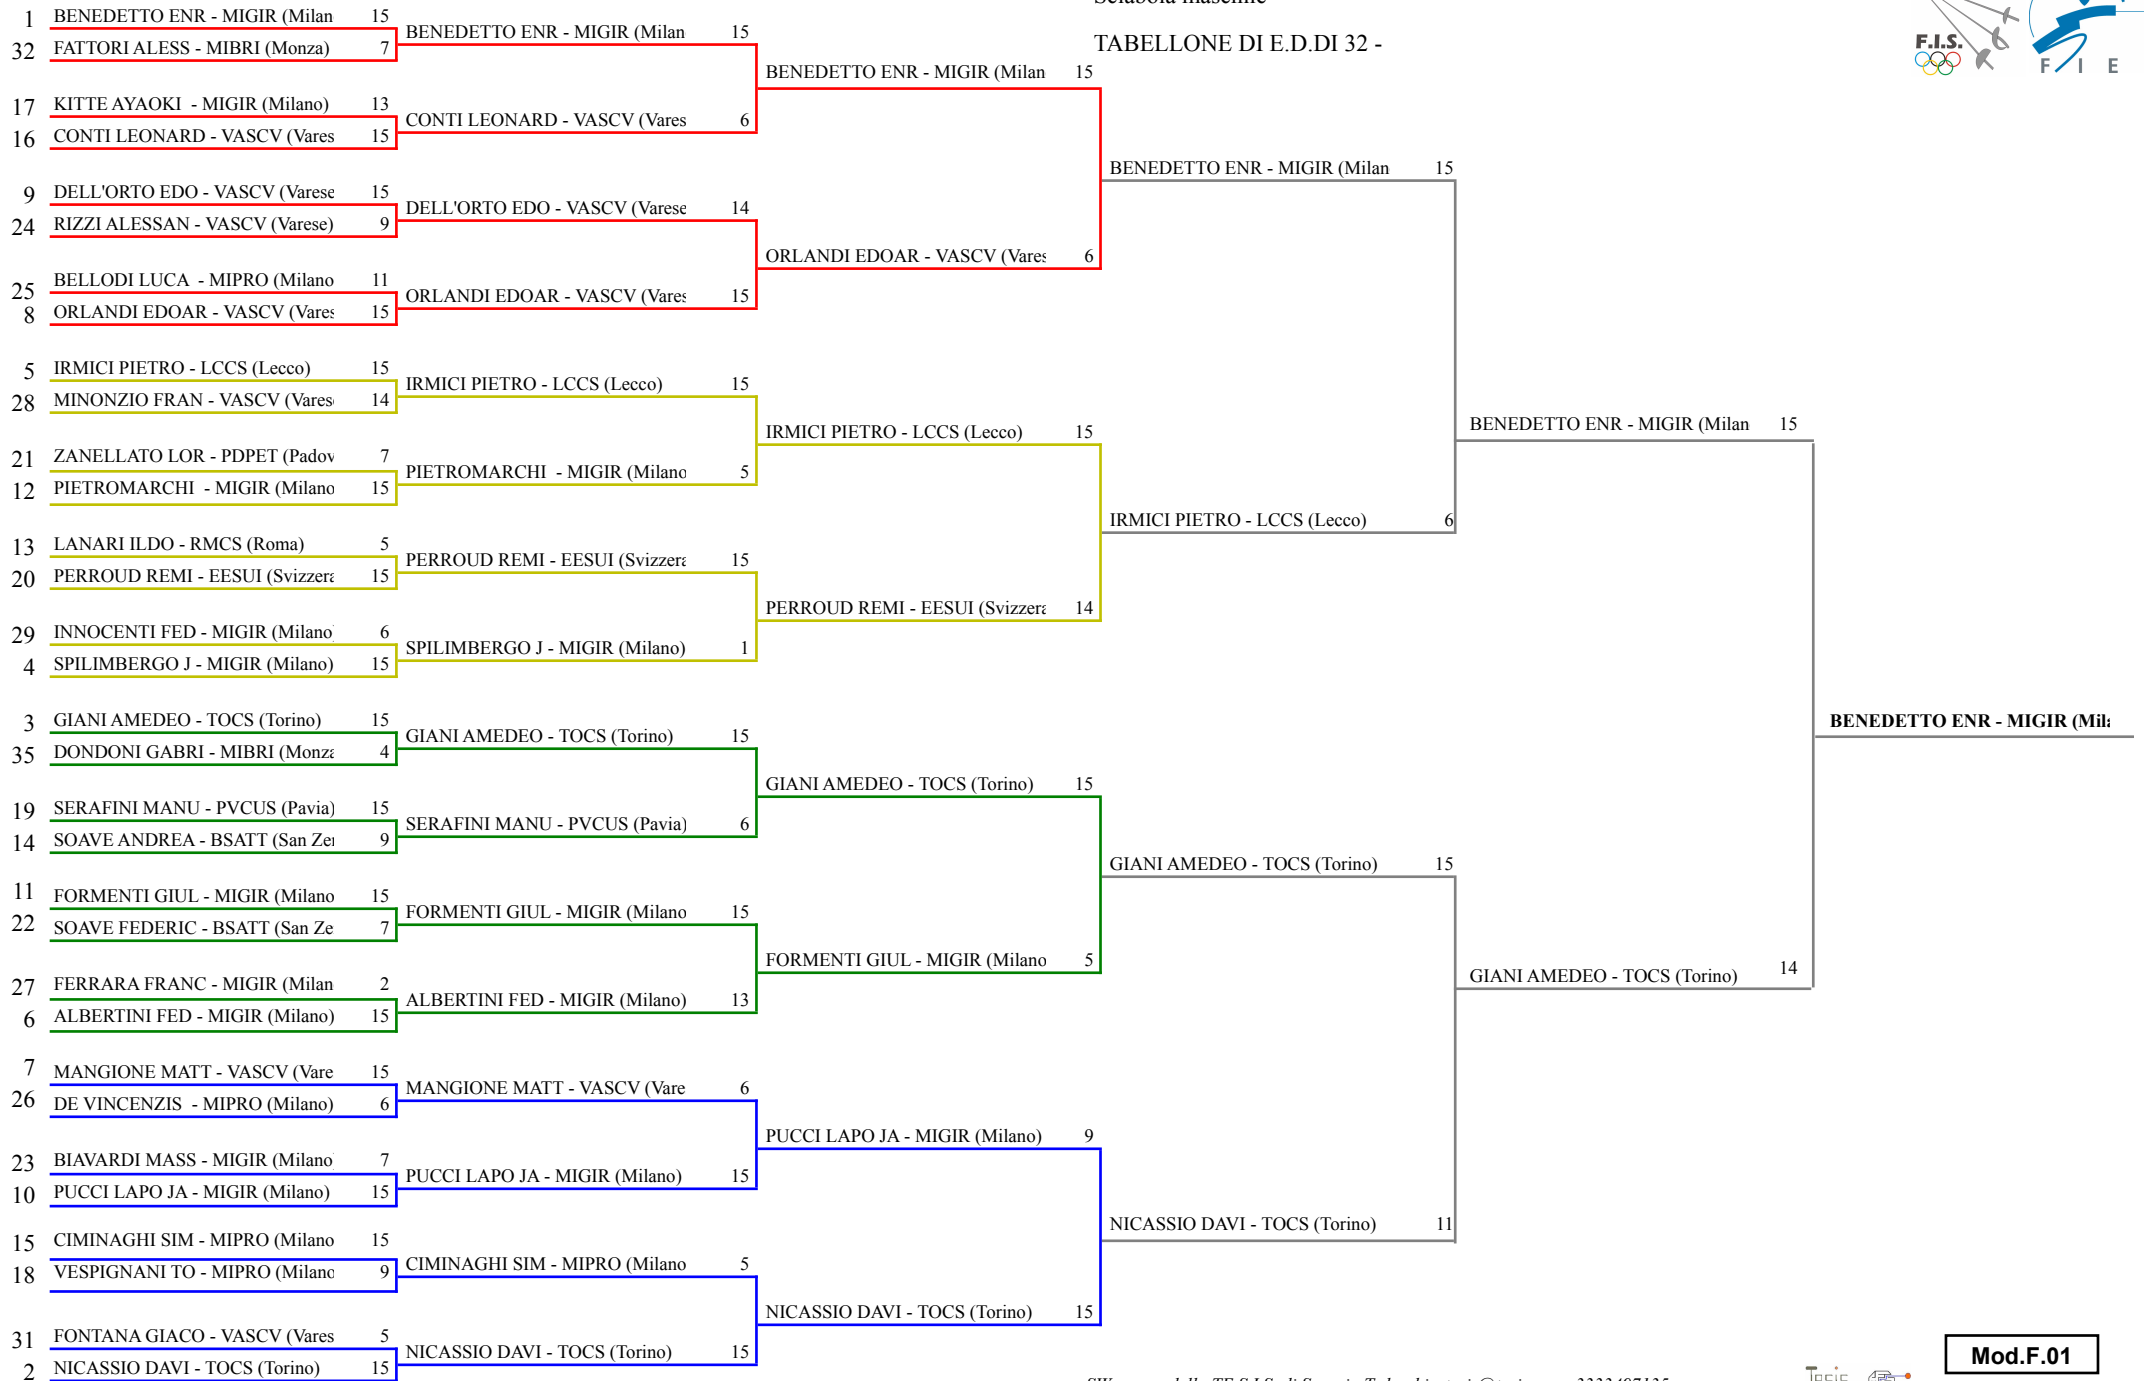 Sciabola maschile
TABELLONE DI E.D.DI 32 -
F.I.S.
F I E
1 BENEDETTO ENR - MIGIR (Milan 15
32 FATTORI ALESS - MIBRI (Monza) 7
17 KITTE AYAOKI - MIGIR (Milano) 13
16 CONTI LEONARD - VASCV (Vares 15
9 DELL'ORTO EDO - VASCV (Varese 15
24 RIZZI ALESSAN - VASCV (Varese) 9
25 BELLODI LUCA - MIPRO (Milano 11
8 ORLANDI EDOAR - VASCV (Vares 15
5 IRMICI PIETRO - LCCS (Lecco) 15
28 MINONZIO FRAN - VASCV (Vares 14
21 ZANELLATO LOR - PDPET (Padov 7
12 PIETROMARCHI - MIGIR (Milano 15
13 LANARI ILDO - RMCS (Roma) 5
20 PERROUD REMI - EESUI (Svizzera 15
29 INNOCENTI FED - MIGIR (Milano) 6
4 SPILIMBERGO J - MIGIR (Milano) 15
3 GIANI AMEDEO - TOCS (Torino) 15
35 DONDONI GABRI - MIBRI (Monza 4
19 SERAFINI MANU - PVCUS (Pavia) 15
14 SOAVE ANDREA - BSATT (San Zei 9
11 FORMENTI GIUL - MIGIR (Milano 15
22 SOAVE FEDERIC - BSATT (San Ze 7
27 FERRARA FRANC - MIGIR (Milan 2
6 ALBERTINI FED - MIGIR (Milano) 15
7 MANGIONE MATT - VASCV (Vare 15
26 DE VINCENZIS - MIPRO (Milano) 6
23 BIAVARDI MASS - MIGIR (Milano) 7
10 PUCCI LAPO JA - MIGIR (Milano) 15
15 CIMINAGHI SIM - MIPRO (Milano 15
18 VESPIGNANI TO - MIPRO (Milano 9
31 FONTANA GIACO - VASCV (Vares 5
2 NICASSIO DAVI - TOCS (Torino) 15
BENEDETTO ENR - MIGIR (Milan 15
CONTI LEONARD - VASCV (Vares 6
DELL'ORTO EDO - VASCV (Varese 14
ORLANDI EDOAR - VASCV (Vares 15
IRMICI PIETRO - LCCS (Lecco) 15
PIETROMARCHI - MIGIR (Milano 5
PERROUD REMI - EESUI (Svizzera 15
SPILIMBERGO J - MIGIR (Milano) 1
GIANI AMEDEO - TOCS (Torino) 15
SERAFINI MANU - PVCUS (Pavia) 6
FORMENTI GIUL - MIGIR (Milano 15
ALBERTINI FED - MIGIR (Milano) 13
MANGIONE MATT - VASCV (Vare 6
PUCCI LAPO JA - MIGIR (Milano) 15
CIMINAGHI SIM - MIPRO (Milano 5
NICASSIO DAVI - TOCS (Torino) 15
BENEDETTO ENR - MIGIR (Milan 15
ORLANDI EDOAR - VASCV (Vares 6
IRMICI PIETRO - LCCS (Lecco) 15
PERROUD REMI - EESUI (Svizzera 14
GIANI AMEDEO - TOCS (Torino) 15
FORMENTI GIUL - MIGIR (Milano 5
PUCCI LAPO JA - MIGIR (Milano) 9
NICASSIO DAVI - TOCS (Torino) 15
BENEDETTO ENR - MIGIR (Milan 15
IRMICI PIETRO - LCCS (Lecco) 6
GIANI AMEDEO - TOCS (Torino) 15
NICASSIO DAVI - TOCS (Torino) 11
BENEDETTO ENR - MIGIR (Milan 15
GIANI AMEDEO - TOCS (Torino) 14
BENEDETTO ENR - MIGIR (Mila
Mod.F.01